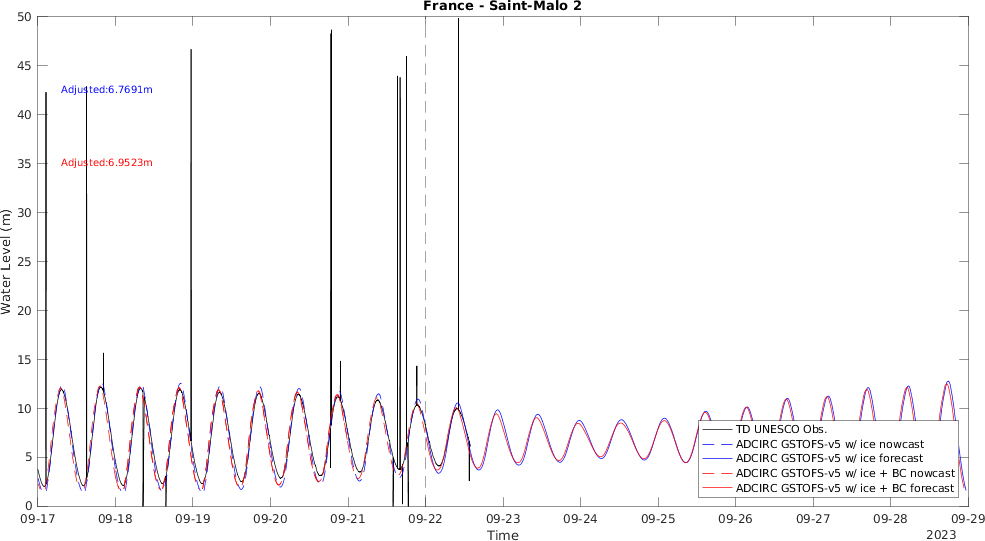 France - Saint-Malo 2
Water Level (m)
50
45
40
35
30
25
20
15
10
5
0
Adjusted:6.7691m
Adjusted:6.9523m
TD UNESCO Obs.
ADCIRC GSTOFS-v5 w/ ice nowcast
ADCIRC GSTOFS-v5 w/ ice forecast
ADCIRC GSTOFS-v5 w/ ice + BC nowcast
ADCIRC GSTOFS-v5 w/ ice + BC forecast
09-17 09-18 09-19 09-20 09-21 09-22 09-23 09-24 09-25 09-26 09-27 09-28 09-29
Time
2023